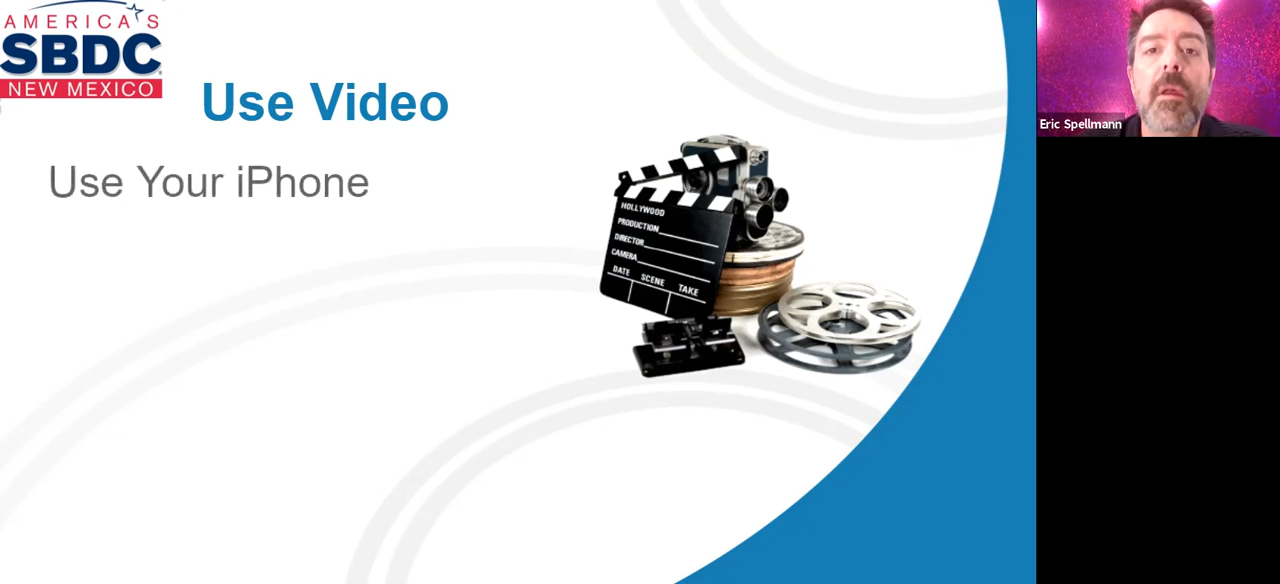 AMERICA'S
SBDC
NEW MEXICO
Use Video
Use Your iPhone
HOLLYWOOD
PRODUCTION
DIRECTOR
CAMERA
DATE SCENE TAKE
Eric Spellmann